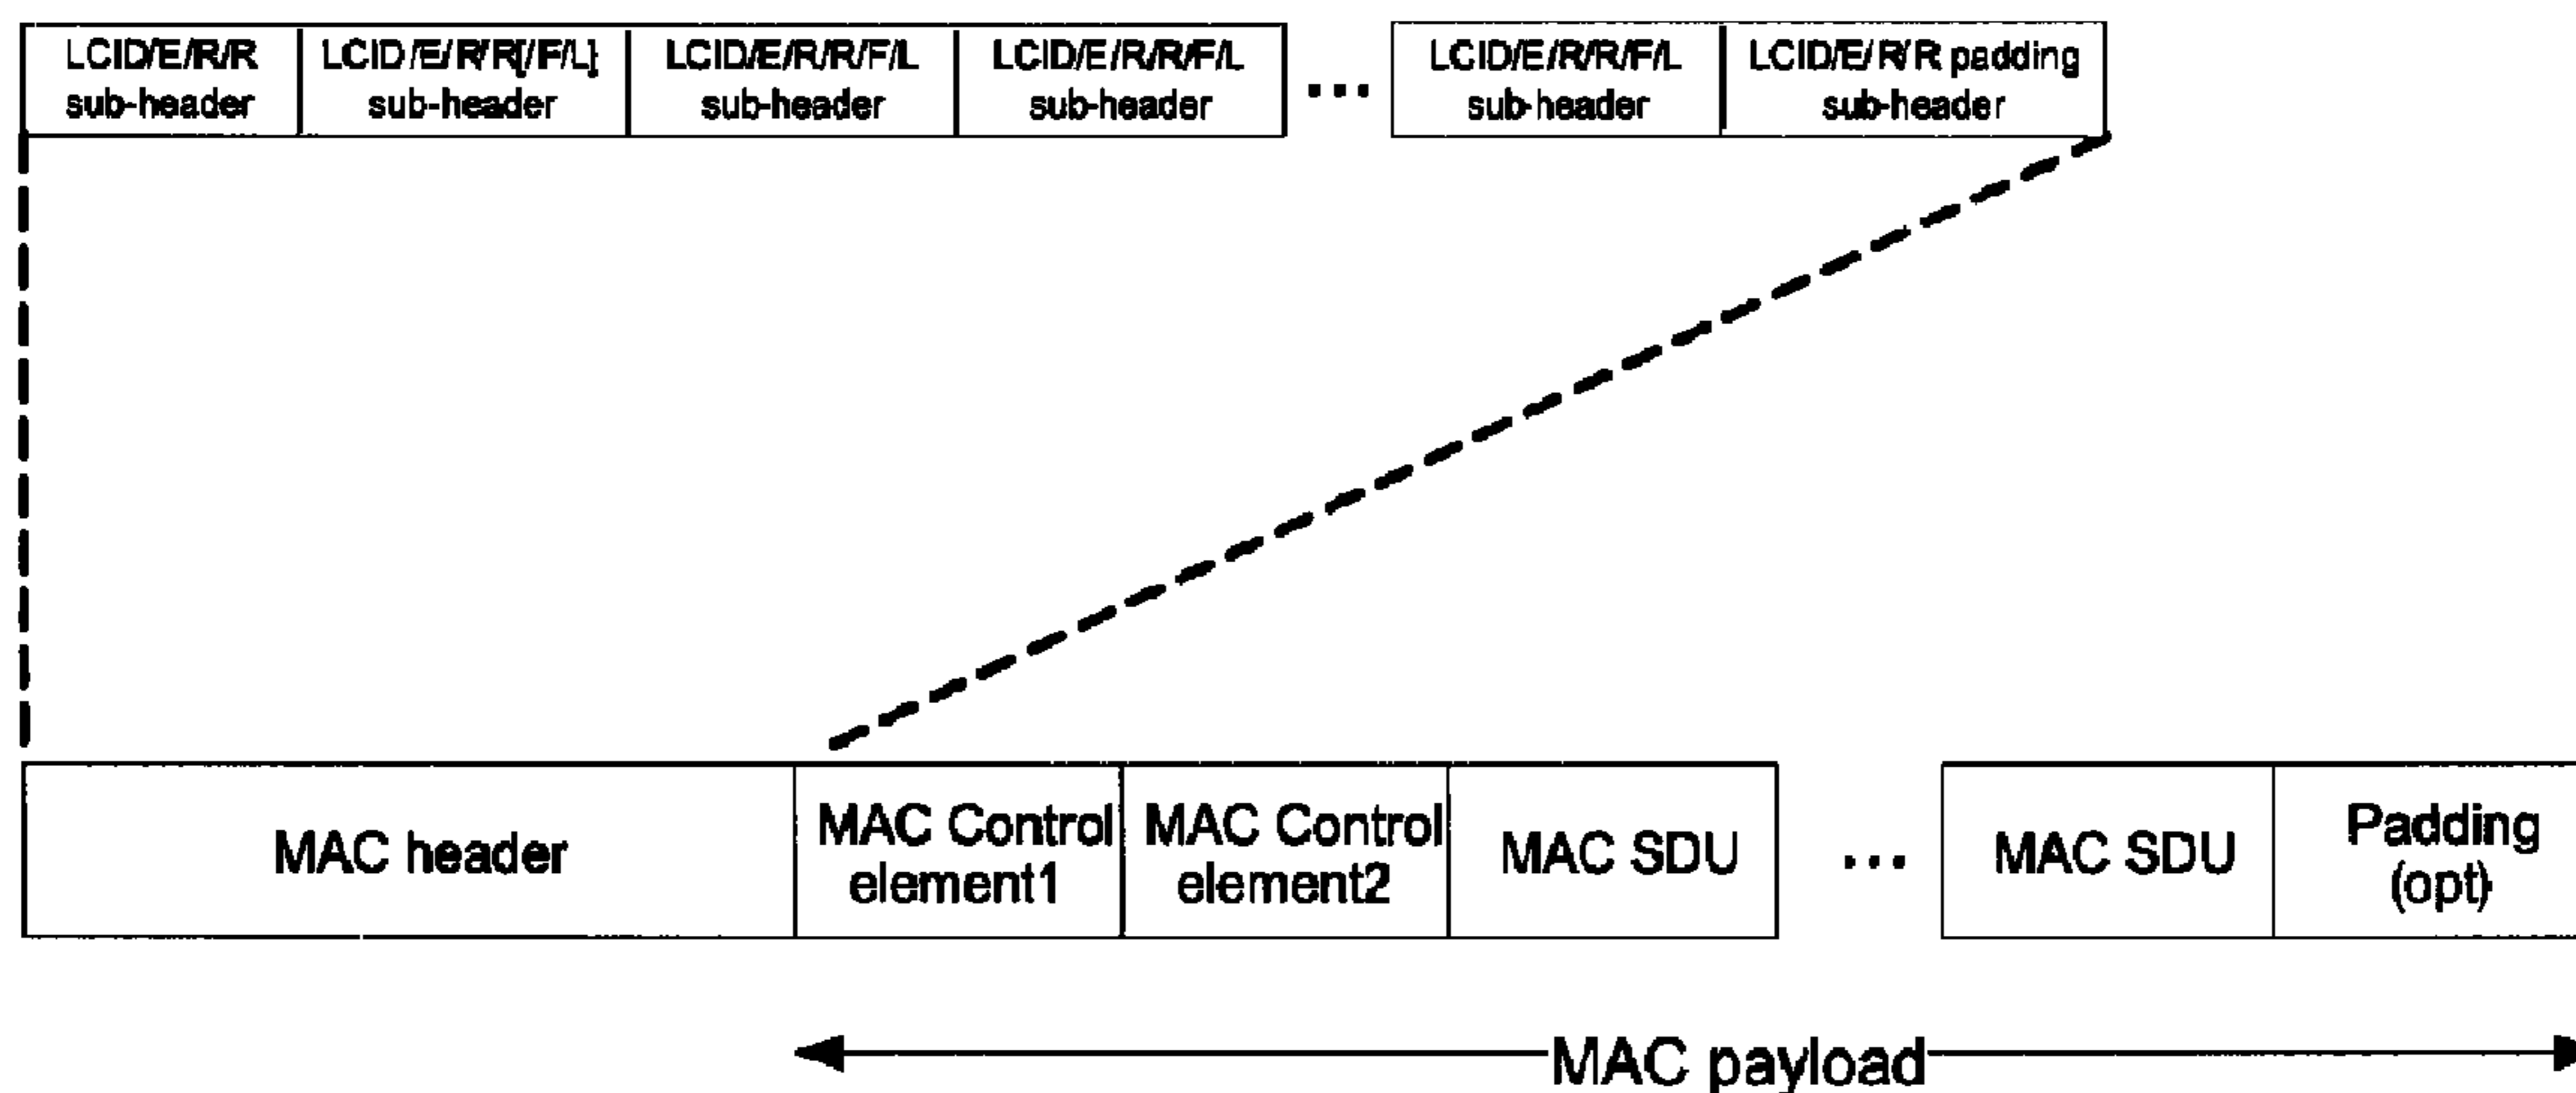 LCID/E/R/R
sub-header
LCID/E/R/R[/F/L]
sub-header
LCID/E/R/R/F/L
sub-header
LCID/E/R/R/F/L
sub-header
...
LCID/E/R/R/F/L
sub-header
LCID/E/R/R padding
sub-header
MAC header
MAC Control
element1
MAC Control
element2
MAC SDU
...
MAC SDU
Padding
(opt)
MAC payload